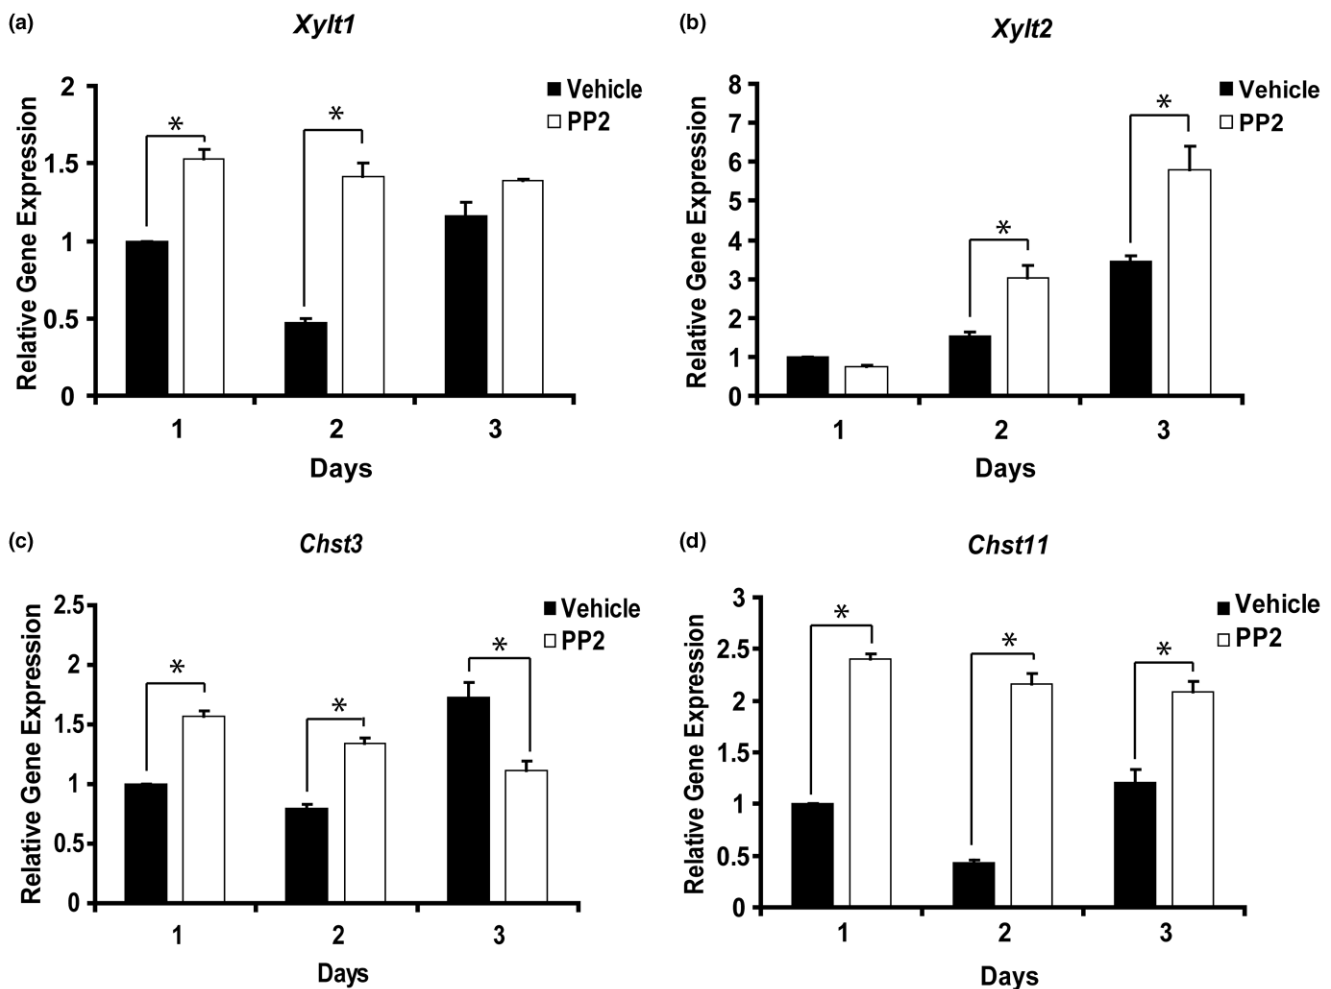 (a)
Xylt1
Relative Gene Expression
2
1.5
1
0.5
0
Vehicle
PP2
*
*
1 2 3
Days
(b)
Xylt2
Relative Gene Expression
8
7
6
5
4
3
2
1
0
Vehicle
PP2
*
*
1 2 3
Days
(c)
Chst3
Relative Gene Expression
2.5
2
1.5
1
0.5
0
Vehicle
PP2
*
*
*
1 2 3
Days
(d)
Chst11
Relative Gene Expression
3
2.5
2
1.5
1
0.5
0
Vehicle
PP2
*
*
*
1 2 3
Days